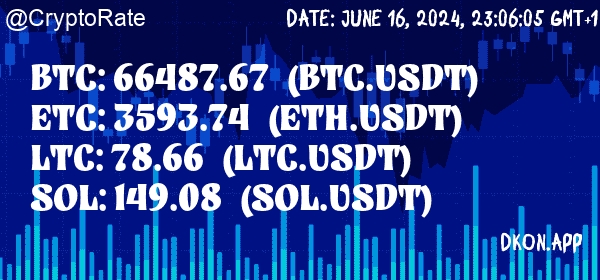 @CryptoRate
DATE: JUNE 16, 2024, 23:06:05 GMT+1
BTC: 66487.67 (BTC.USDT)
ETC: 3593.74 (ETH.USDT)
LTC: 78.66 (LTC.USDT)
SOL: 149.08 (SOL.USDT)
DKON.APP